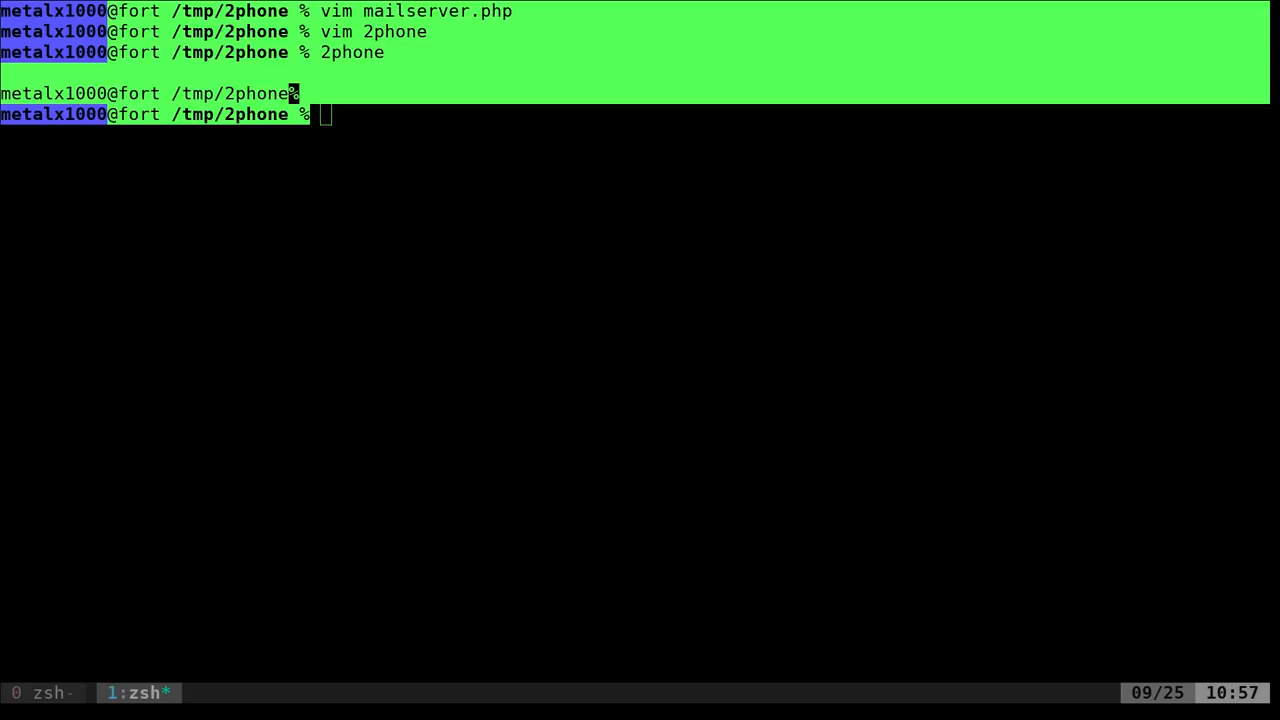 metalx1000@fort /tmp/2phone % vim mailserver.php
metalx1000@fort /tmp/2phone % vim 2phone
metalx1000@fort /tmp/2phone % 2phone
metalx1000@fort /tmp/2phone%
metalx1000@fort /tmp/2phone %
0 zsh- 1:zsh* 09/25 10:57